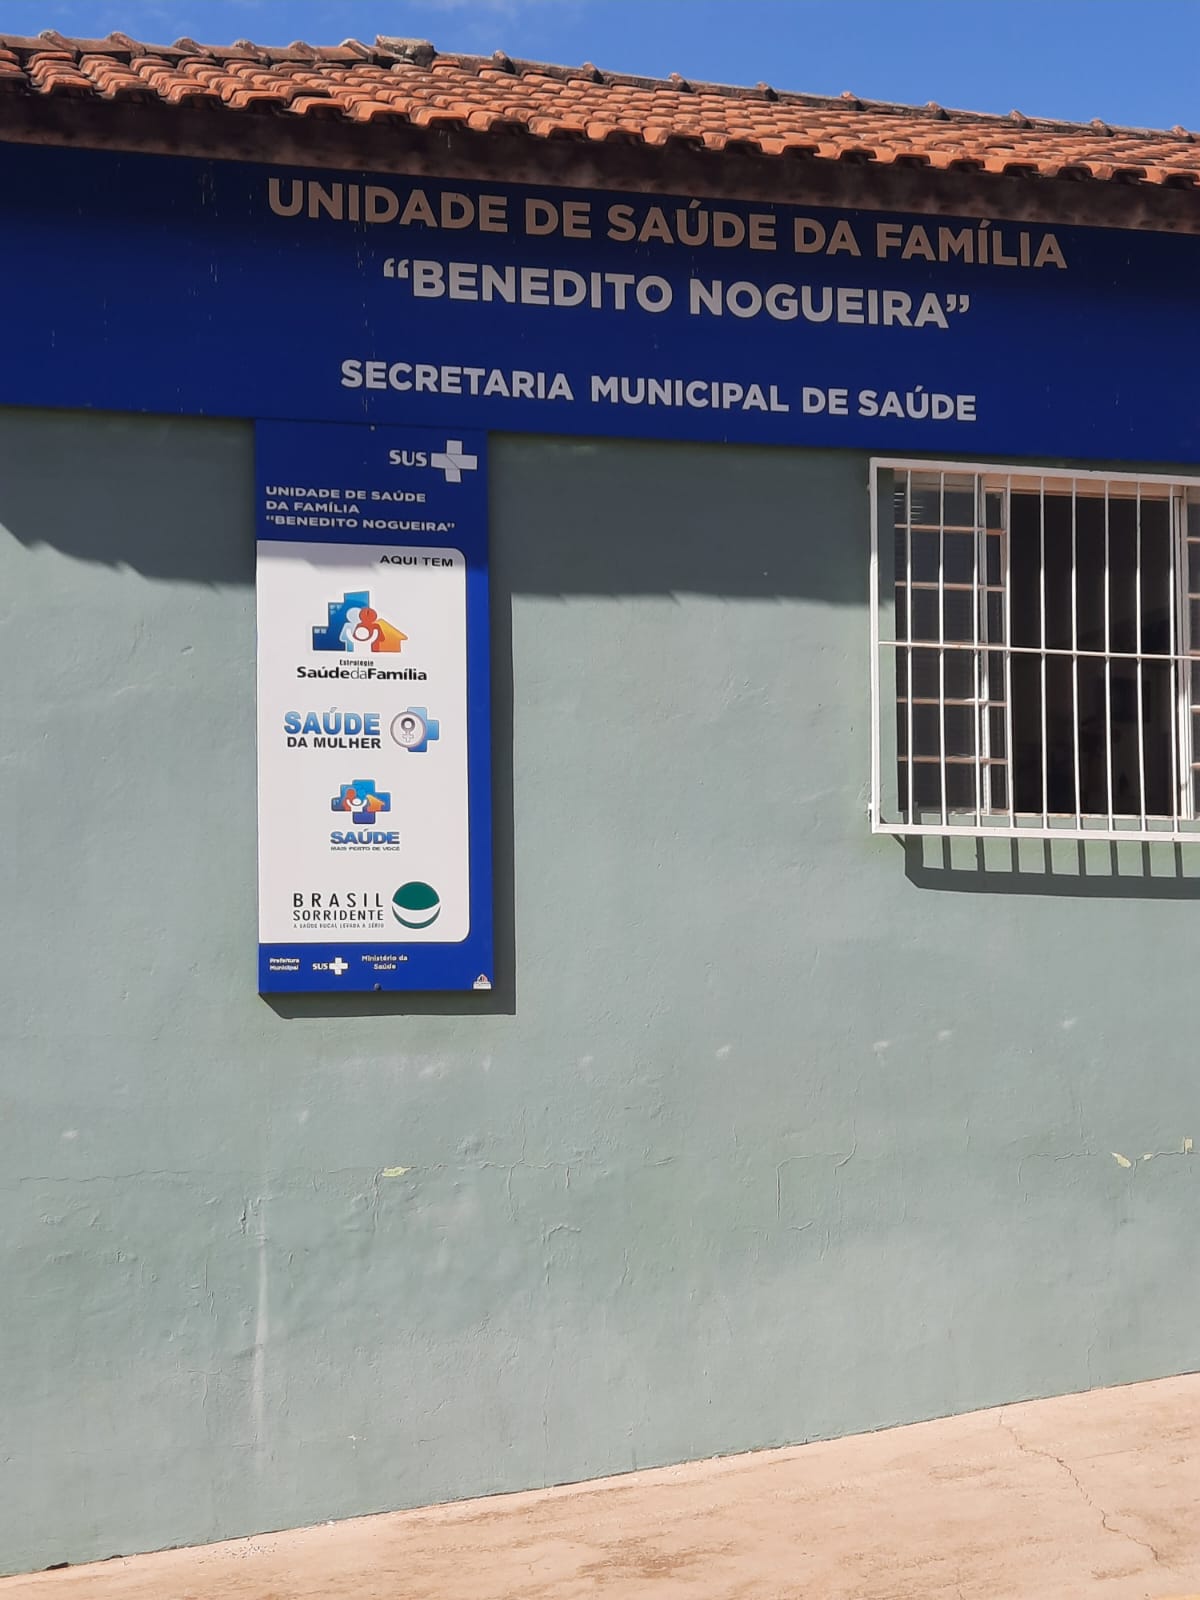 UNIDADE DE SAÚDE DA FAMÍLIA
“BENEDITO NOGUEIRA”
SECRETARIA MUNICIPAL DE SAÚDE
SUS
UNIDADE DE SAÚDE
DA FAMÍLIA
“BENEDITO NOGUEIRA”
AQUI TEM
Estratégia
SaúdedaFamília
SAÚDE
DA MULHER
SAÚDE
MAIS PERTO DE VOCÊ
BRASIL
SORRIDENTE
A SAÚDE BUCAL LEVADA A SÉRIO
Prefeitura
Municipal
SUS
Ministério da
Saúde